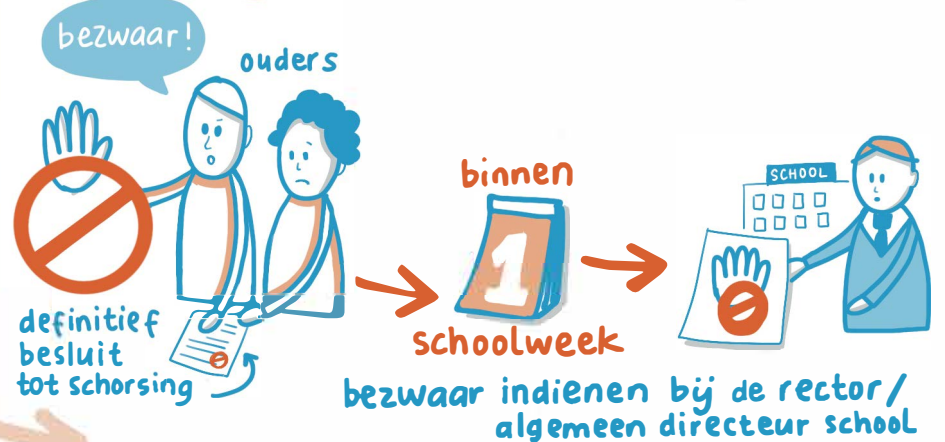 bezwaar!
ouders
definitief
besluit
tot schorsing
binnen
1
schoolweek
SCHOOL
bezwaar indienen bij de rector/
algemeen directeur school